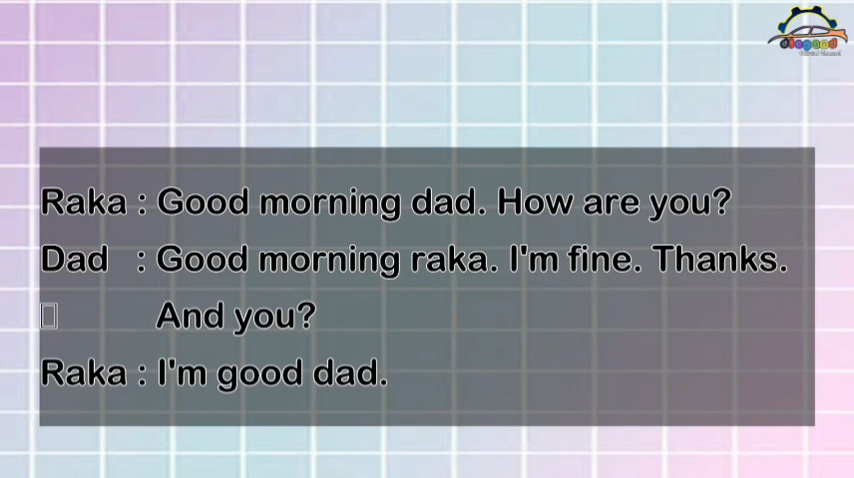 Raka : Good morning dad. How are you?
Dad : Good morning raka. I'm fine. Thanks.
And you?
Raka : I'm good dad.